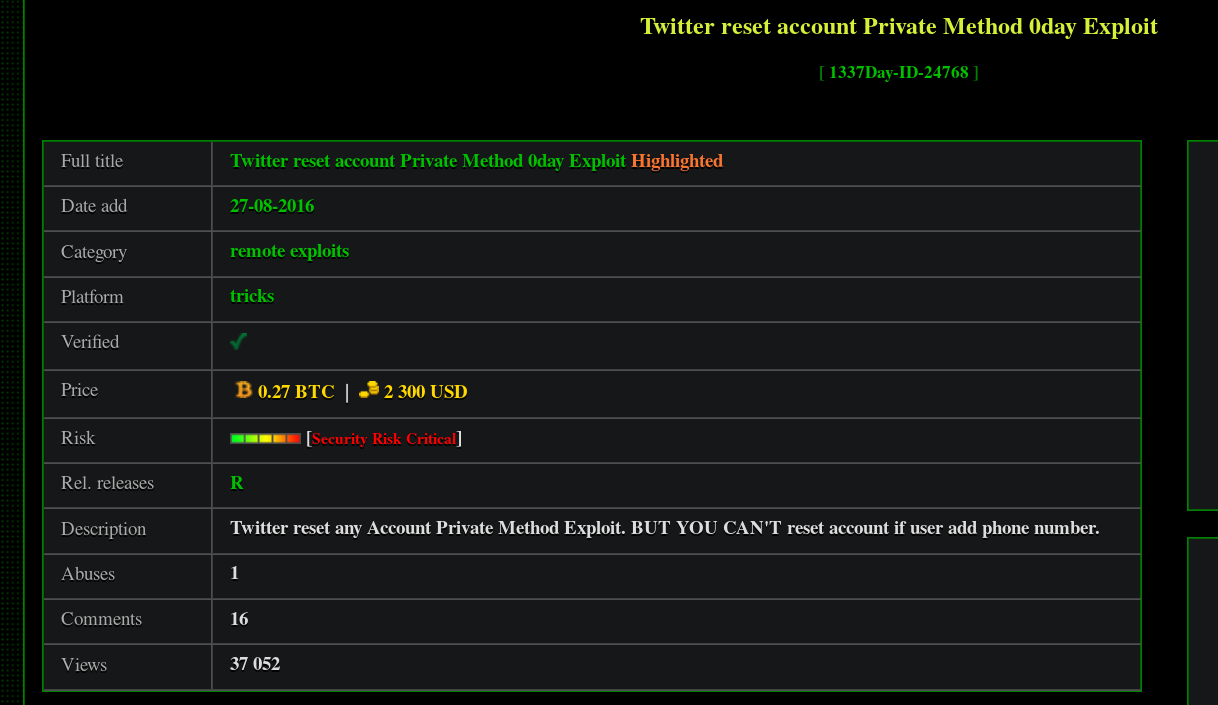 Twitter reset account Private Method 0day Exploit
[ 1337Day-ID-24768 ]
Full title Twitter reset account Private Method 0day Exploit Highlighted
Date add 27-08-2016
Category remote exploits
Platform tricks
Verified
Price 0.27 BTC | 2 300 USD
Risk [Security Risk Critical]
Rel. releases R
Description Twitter reset any Account Private Method Exploit. BUT YOU CAN'T reset account if user add phone number.
Abuses 1
Comments 16
Views 37 052